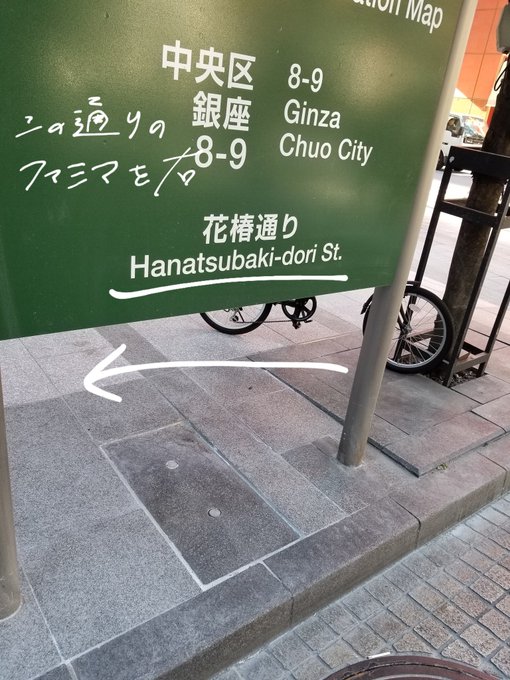 ation Map
中央区 8-9
銀座 Ginza
8-9 Chuo City
この通りの
ファミマを右
花椿通り
Hanatsubaki-dori St.